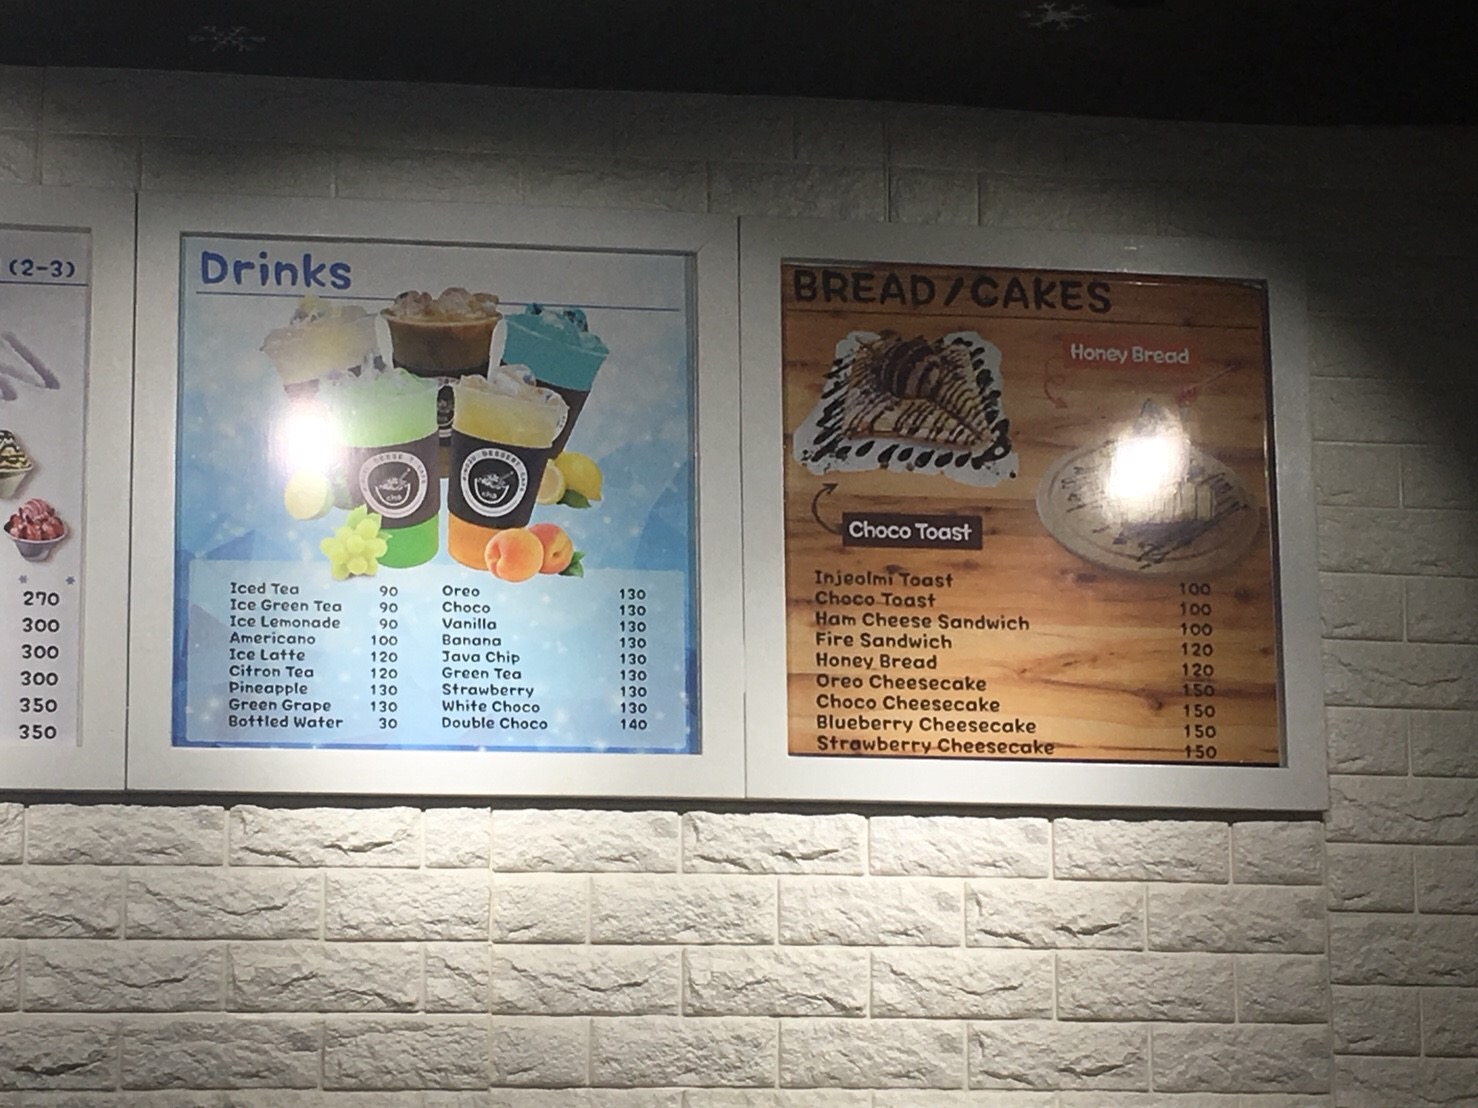 (2-3)
270
300
300
300
350
350
Drinks
DESSERT CAFE
cha
Iced Tea 90
Ice Green Tea 90
Ice Lemonade 90
Americano 100
Ice Latte 120
Citron Tea 120
Pineapple 130
Green Grape 130
Bottled Water 30
Oreo 130
Choco 130
Vanilla 130
Banana 130
Java Chip 130
Green Tea 130
Strawberry 130
White Choco 130
Double Choco 140
BREAD/CAKES
Honey Bread
Choco Toast
Injeolmi Toast 100
Choco Toast 100
Ham Cheese Sandwich 100
Fire Sandwich 120
Honey Bread 120
Oreo Cheesecake 150
Choco Cheesecake 150
Blueberry Cheesecake 150
Strawberry Cheesecake 150